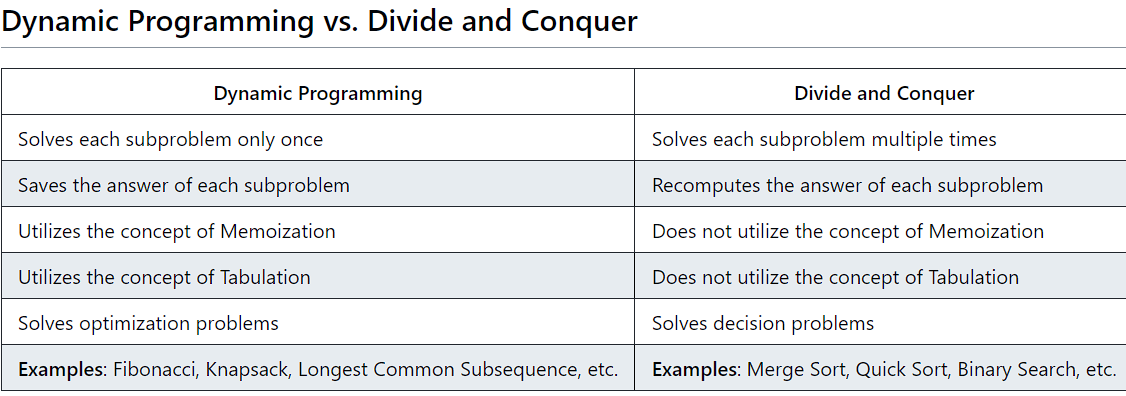 Dynamic Programming vs. Divide and Conquer
Dynamic Programming Divide and Conquer
Solves each subproblem only once Solves each subproblem multiple times
Saves the answer of each subproblem Recomputes the answer of each subproblem
Utilizes the concept of Memoization Does not utilize the concept of Memoization
Utilizes the concept of Tabulation Does not utilize the concept of Tabulation
Solves optimization problems Solves decision problems
Examples: Fibonacci, Knapsack, Longest Common Subsequence, etc. Examples: Merge Sort, Quick Sort, Binary Search, etc.